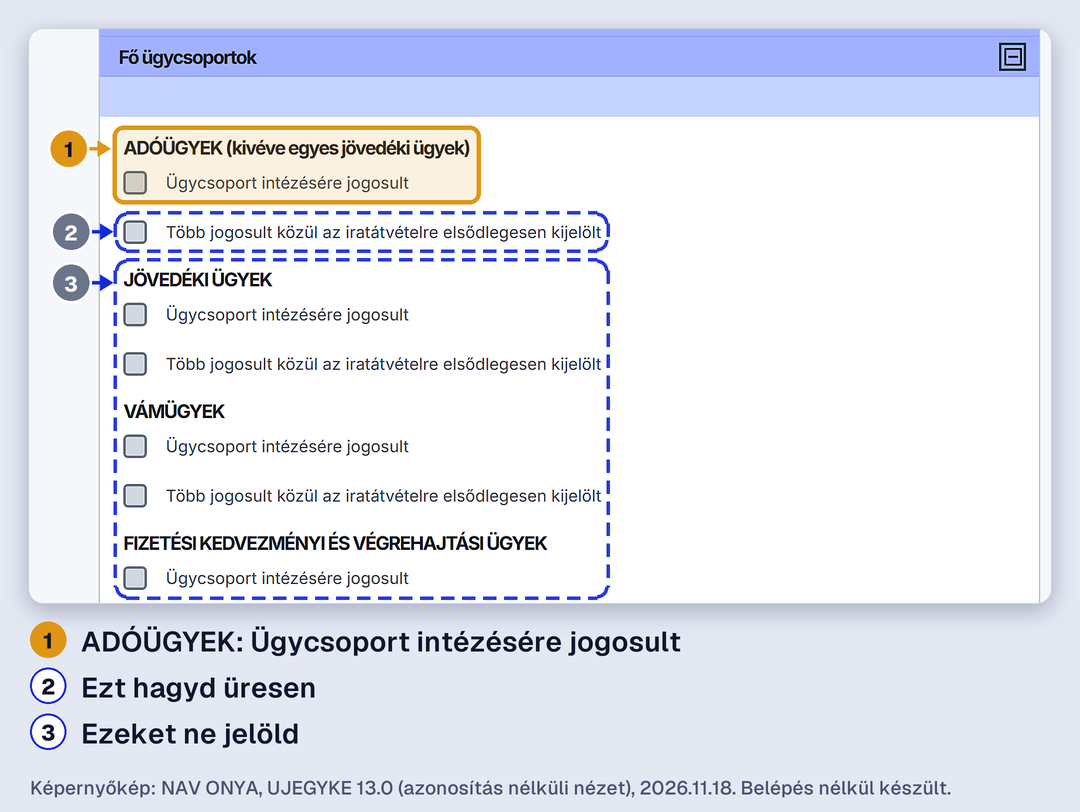 Fő ügycsoportok
1
ADÓÜGYEK (kivéve egyes jövedéki ügyek)
Ügycsoport intézésére jogosult
2
Több jogosult közül az iratátvételre elsődlegesen kijelölt
3
JÖVEDÉKI ÜGYEK
Ügycsoport intézésére jogosult
Több jogosult közül az iratátvételre elsődlegesen kijelölt
VÁMÜGYEK
Ügycsoport intézésére jogosult
Több jogosult közül az iratátvételre elsődlegesen kijelölt
FIZETÉSI KEDVEZMÉNYI ÉS VÉGREHAJTÁSI ÜGYEK
Ügycsoport intézésére jogosult
1 ADÓÜGYEK: Ügycsoport intézésére jogosult
2 Ezt hagyd üresen
3 Ezeket ne jelöld
Képernyőkép: NAV ONYA, UJEGYKE 13.0 (azonosítás nélküli nézet), 2026.11.18. Belépés nélkül készült.